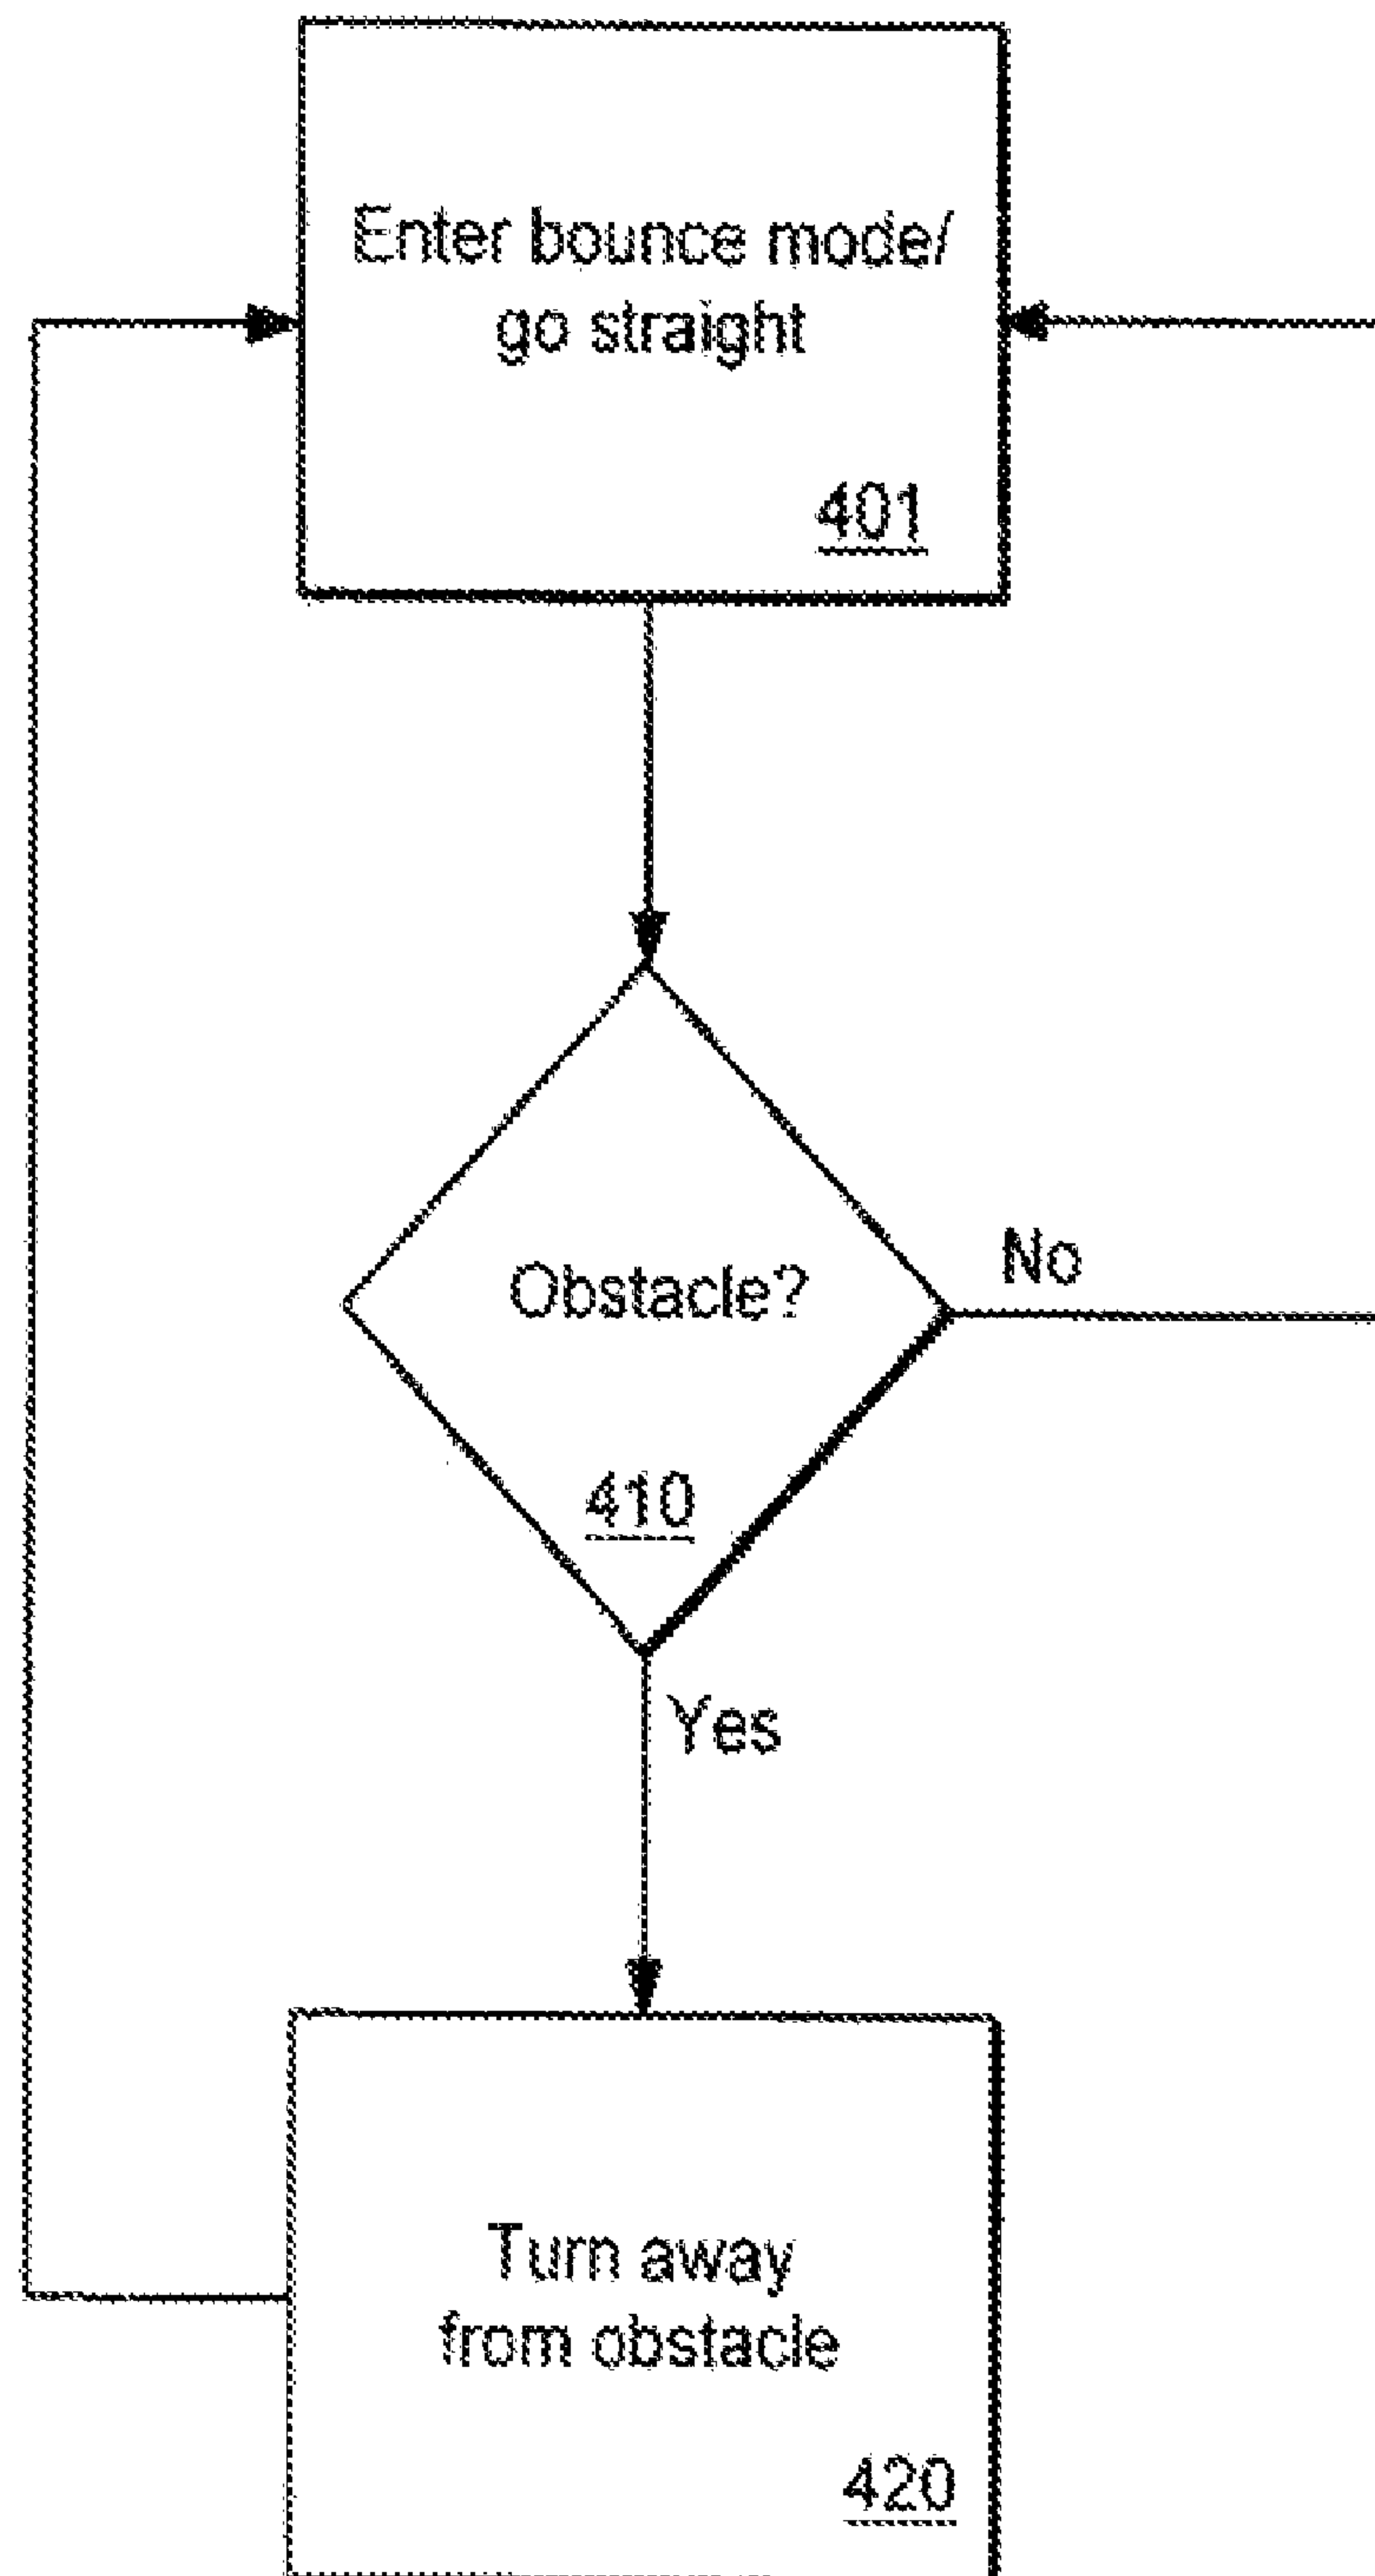 Enter bounce mode/
go straight
401
Obstacle?
No
410
Yes
Turn away
from obstacle
420